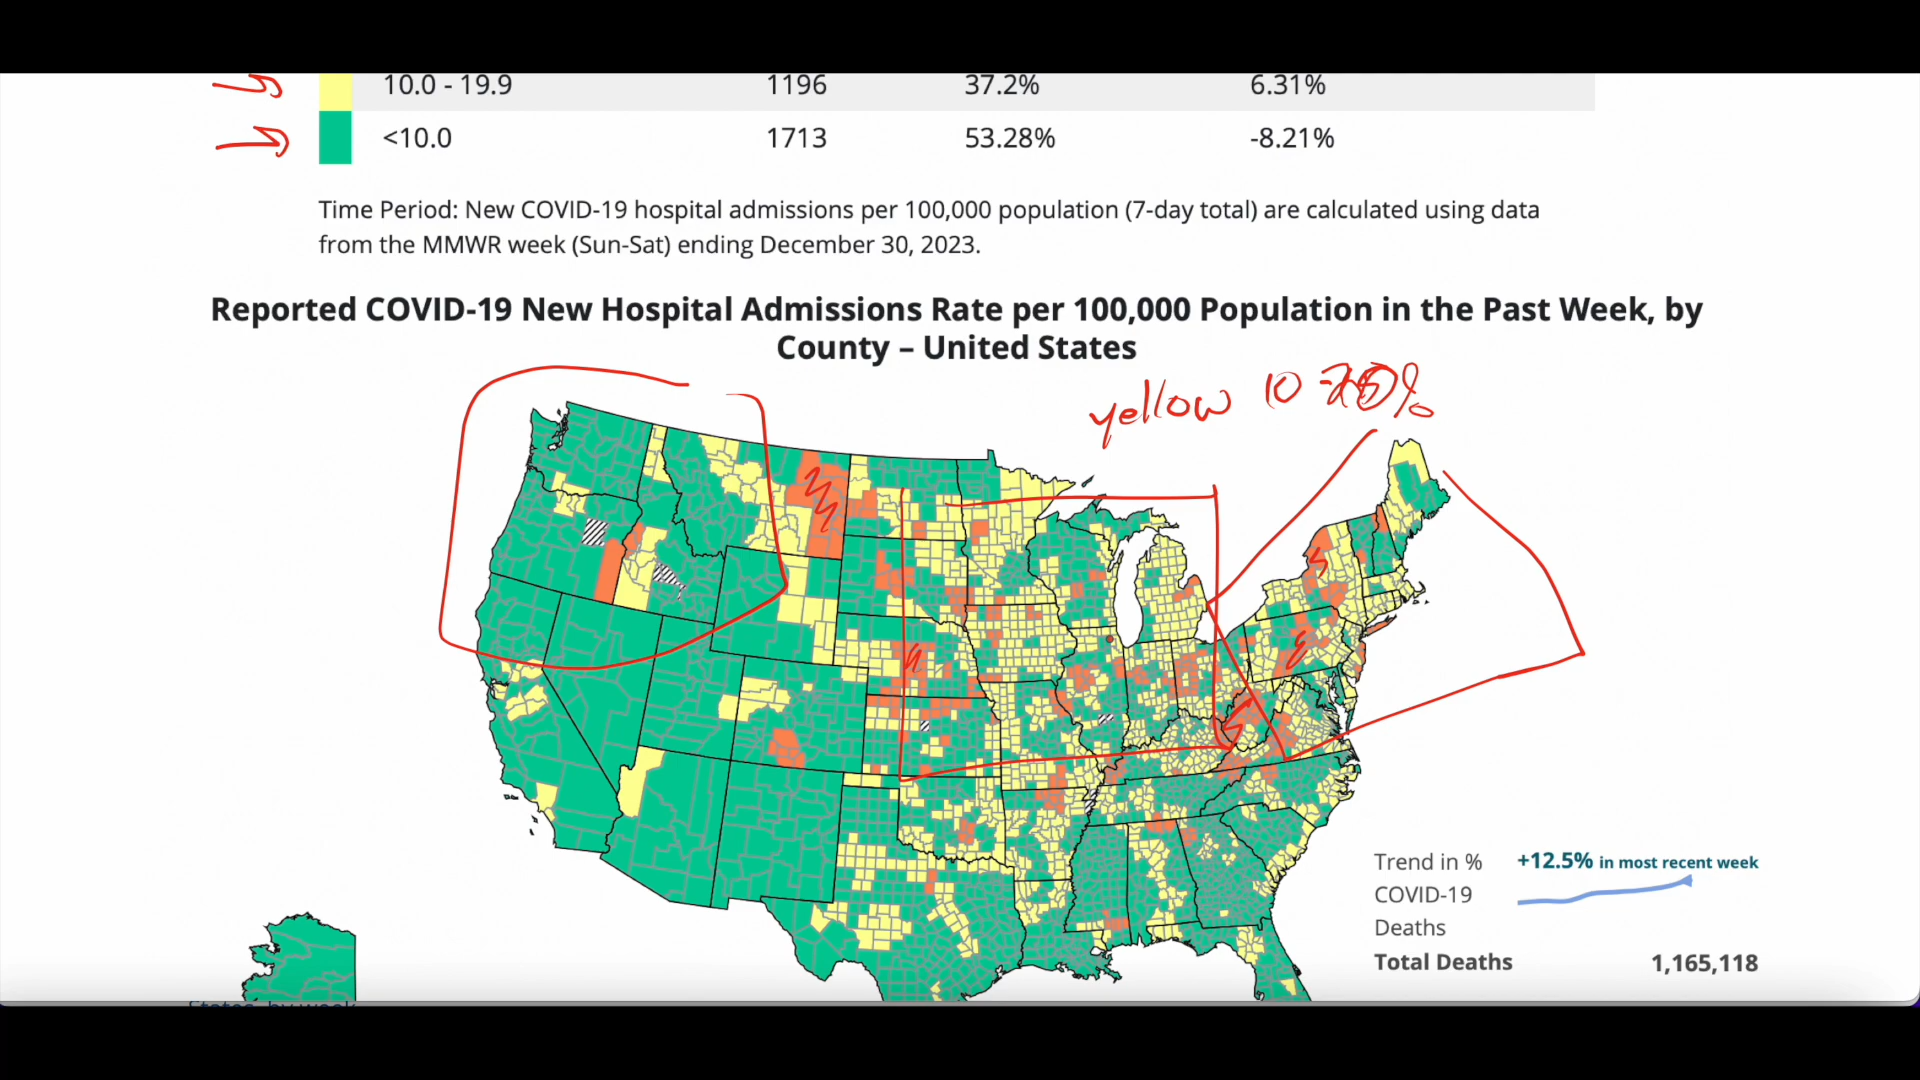 10.0 - 19.9 1196 37.2% 6.31%
<10.0 1713 53.28% -8.21%
Time Period: New COVID-19 hospital admissions per 100,000 population (7-day total) are calculated using data
from the MMWR week (Sun-Sat) ending December 30, 2023.
Reported COVID-19 New Hospital Admissions Rate per 100,000 Population in the Past Week, by
County – United States
yellow 10-20%
Trend in % +12.5% in most recent week
COVID-19
Deaths
Total Deaths 1,165,118